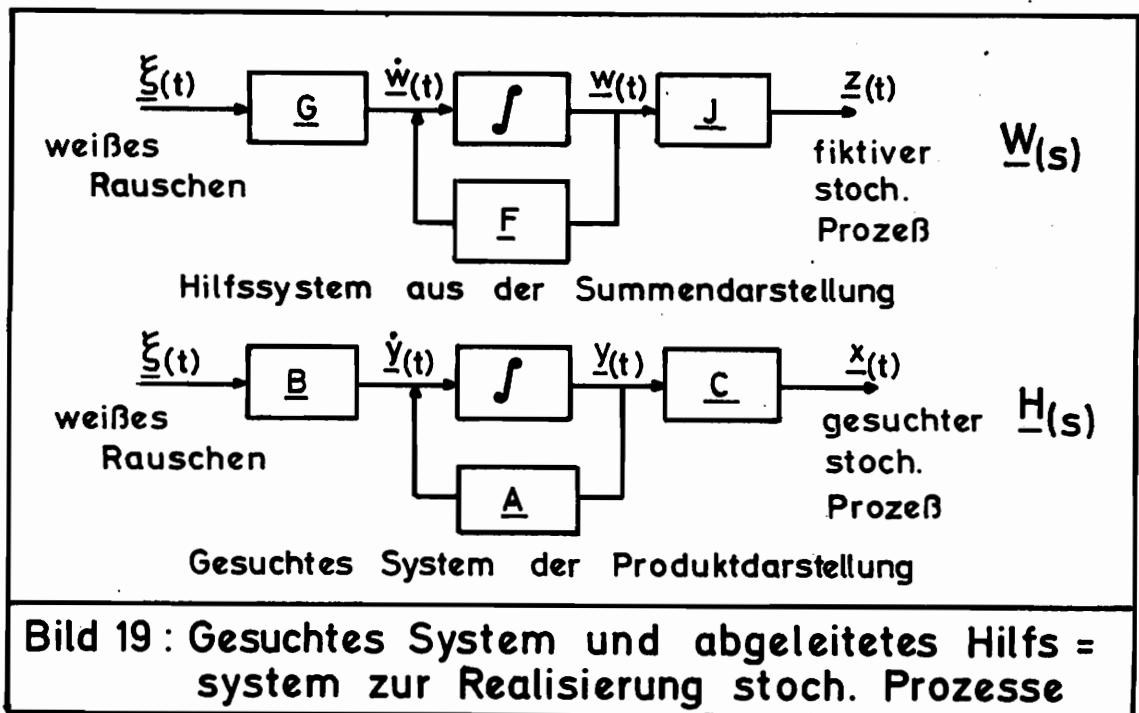 ξ(t) ẇ(t) w(t) z(t)
G ∫ J
weißes Rauschen
fiktiver stoch. Prozeß
W(s)
F
Hilfssystem aus der Summendarstellung
ξ(t) ẏ(t) y(t) x(t)
B ∫ C
weißes Rauschen
gesuchter stoch. Prozeß
H(s)
A
Gesuchtes System der Produktdarstellung
Bild 19 : Gesuchtes System und abgeleitetes Hilfs =
system zur Realisierung stoch. Prozesse